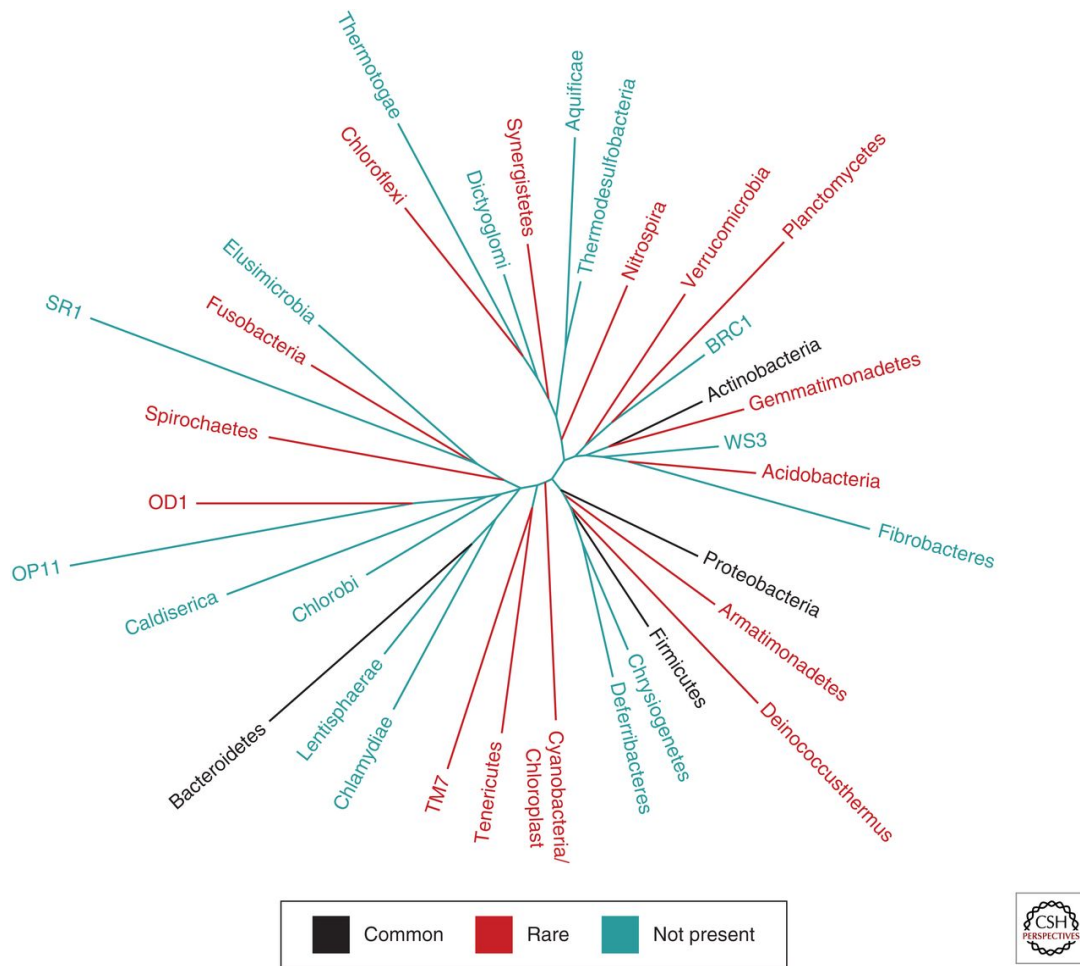 Thermotogae
Chloroflexi
Dictyoglomi
Synergistetes
Aquificae
Thermodesulfobacteria
Nitrospira
Verrucomicrobia
Planctomycetes
BRC1
Actinobacteria
Gemmatimonadetes
WS3
Acidobacteria
Fibrobacteres
Proteobacteria
Armatimonadetes
Deinococcusthermus
Firmicutes
Chrysiogenetes
Deferribacteres
Cyanobacteria/
Chloroplast
Tenericutes
TM7
Chlamydiae
Lentisphaerae
Bacteroidetes
Chlorobi
Caldiserica
OP11
OD1
Spirochaetes
SR1
Fusobacteria
Elusimicrobia
Common
Rare
Not present
CSH
PERSPECTIVES